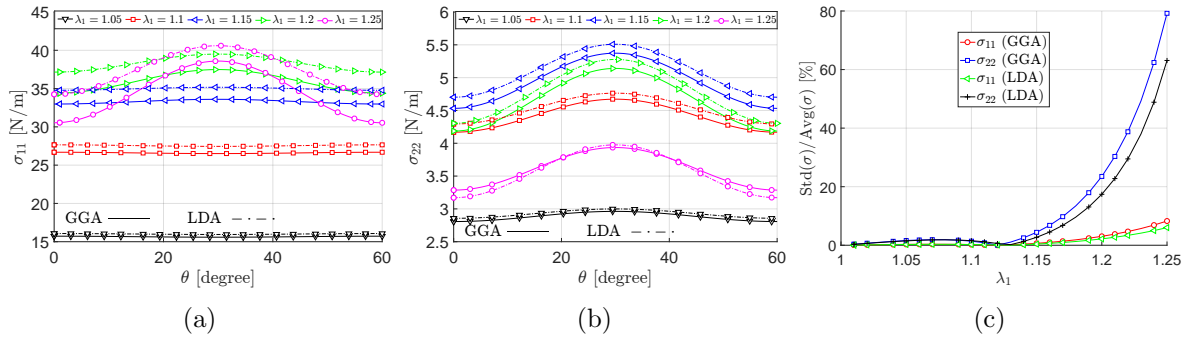 λ₁ = 1.05 λ₁ = 1.1 λ₁ = 1.15 λ₁ = 1.2 λ₁ = 1.25
45
40
35
30
25
20
15
σ₁₁ [N/m]
GGA LDA
0 20 40 60
θ [degree]
(a)
λ₁ = 1.05 λ₁ = 1.1 λ₁ = 1.15 λ₁ = 1.2 λ₁ = 1.25
6
5.5
5
4.5
4
3.5
3
2.5
σ₂₂ [N/m]
GGA LDA
0 20 40 60
θ [degree]
(b)
80
60
40
20
0
Std(σ)/Avg(σ) [%]
σ₁₁ (GGA)
σ₂₂ (GGA)
σ₁₁ (LDA)
σ₂₂ (LDA)
1 1.05 1.1 1.15 1.2 1.25
λ₁
(c)